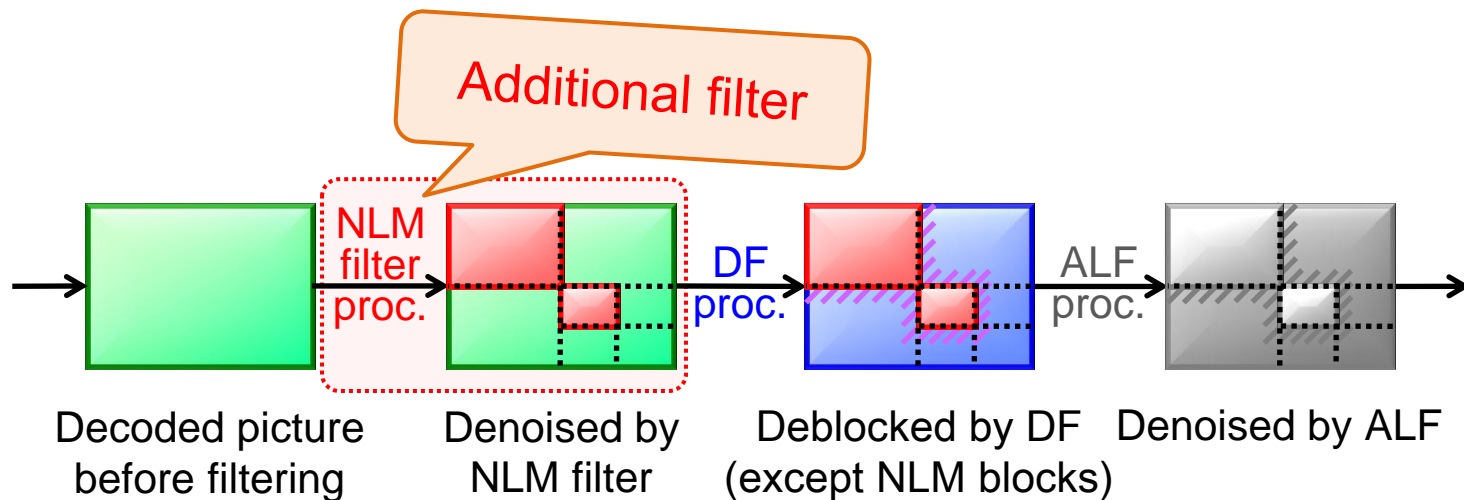 Additional filter
NLM
filter
proc.
DF
proc.
ALF
proc.
Decoded picture
before filtering
Denoised by
NLM filter
Deblocked by DF
(except NLM blocks)
Denoised by ALF